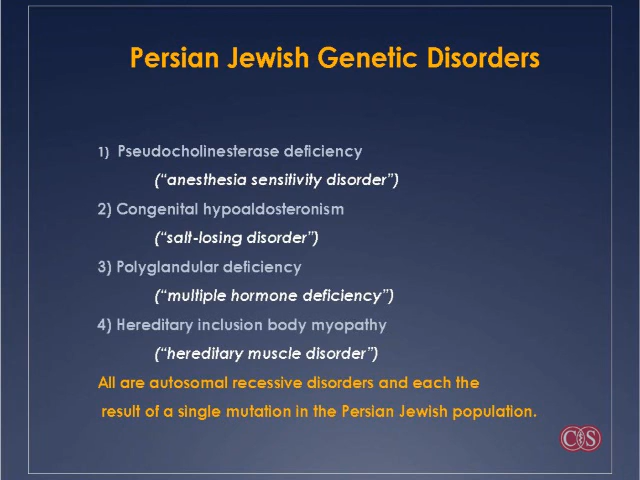 Persian Jewish Genetic Disorders
1) Pseudocholinesterase deficiency
(“anesthesia sensitivity disorder”)
2) Congenital hypoaldosteronism
(“salt-losing disorder”)
3) Polyglandular deficiency
(“multiple hormone deficiency”)
4) Hereditary inclusion body myopathy
(“hereditary muscle disorder”)
All are autosomal recessive disorders and each the
result of a single mutation in the Persian Jewish population.
CS